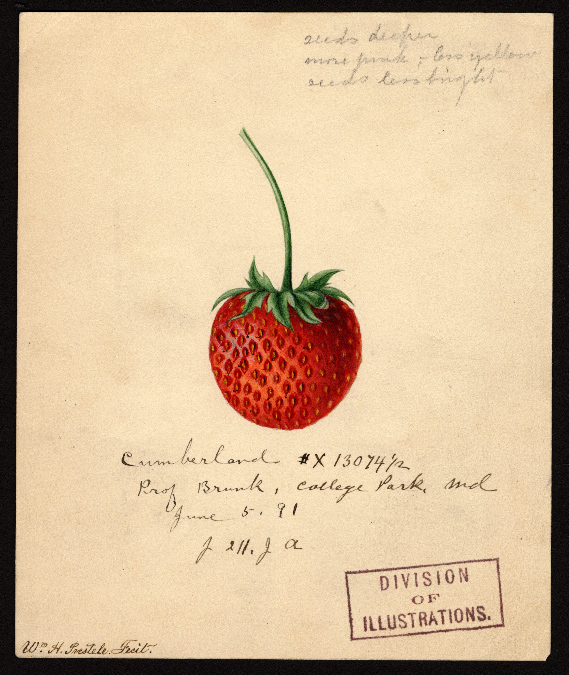 seeds deeper
more pink, - less yellow
seeds less bright
Cumberland #X 13074½
Prof Brunk, College Park, Md
June 5. 91
DIVISION
OF
ILLUSTRATIONS.
Wm. H. Prestele. Fecit.